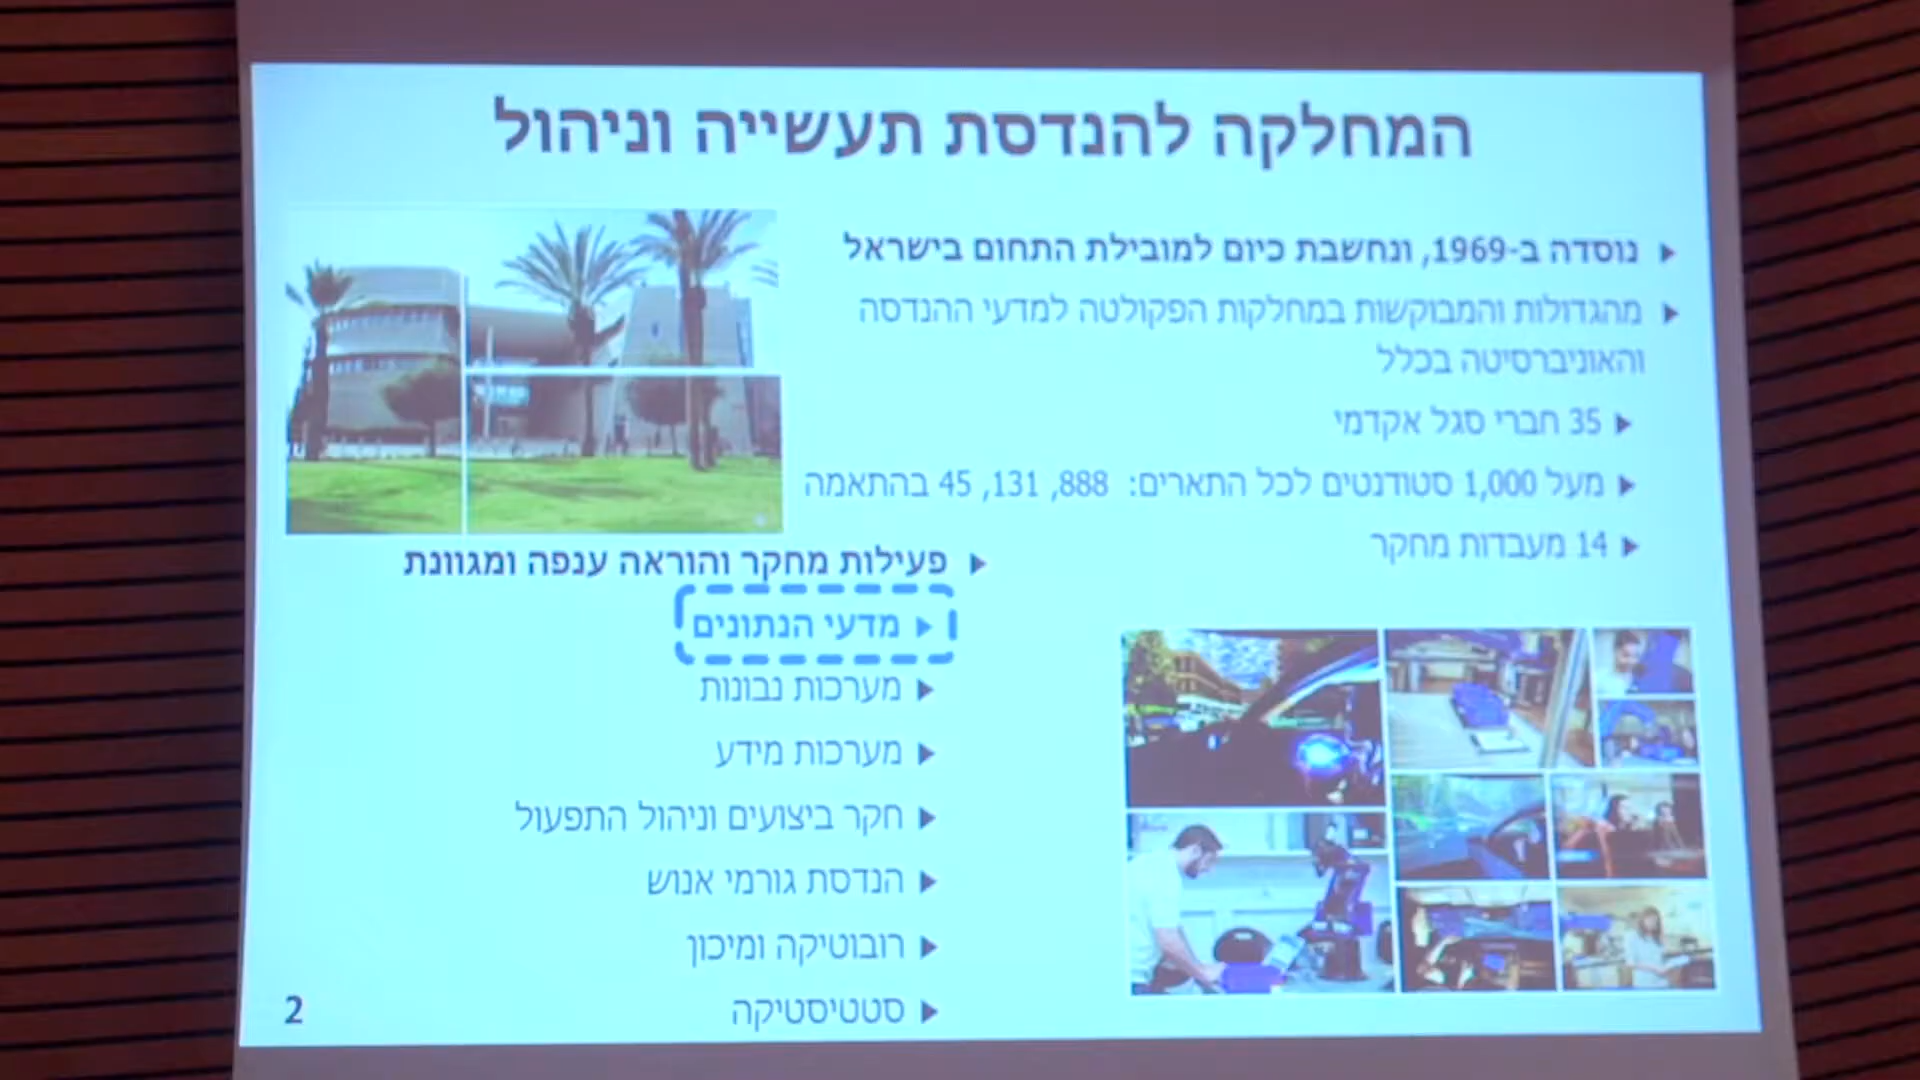 המחלקה להנדסת תעשייה וניהול
נוסדה ב-1969, ונחשבת כיום למובילת התחום בישראל
מהגדולות והמבוקשות במחלקות הפקולטה למדעי ההנדסה
והאוניברסיטה בכלל
35 חברי סגל אקדמי
מעל 1,000 סטודנטים לכל התארים: 888, 131, 45 בהתאמה
14 מעבדות מחקר
פעילות מחקר והוראה ענפה ומגוונת
מדעי הנתונים
מערכות נבונות
מערכות מידע
חקר ביצועים וניהול התפעול
הנדסת גורמי אנוש
רובוטיקה ומיכון
סטטיסטיקה
2